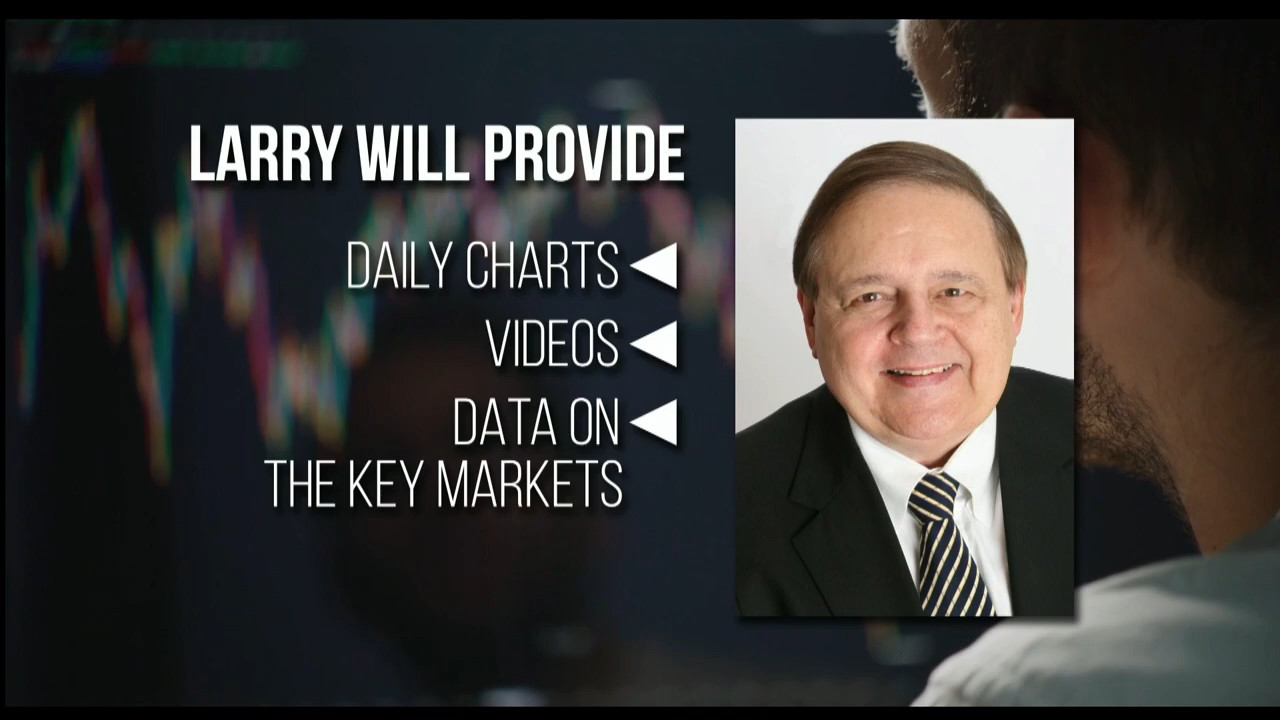 LARRY WILL PROVIDE
DAILY CHARTS
VIDEOS
DATA ON
THE KEY MARKETS